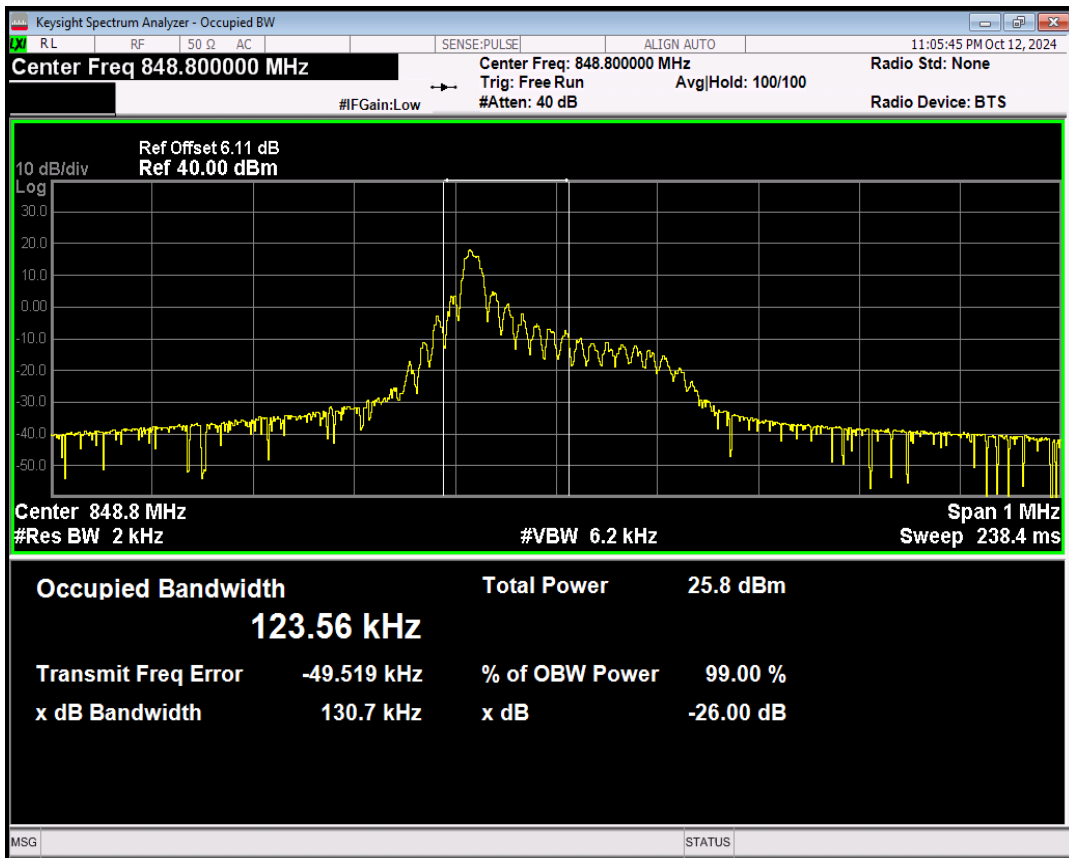 Keysight Spectrum Analyzer - Occupied BW
LXI RL RF 50 Ω AC SENSE:PULSE ALIGN AUTO 11:05:45 PM Oct 12, 2024
Center Freq 848.800000 MHz Center Freq: 848.800000 MHz Radio Std: None
Trig: Free Run Avg|Hold: 100/100
#IFGain:Low #Atten: 40 dB Radio Device: BTS
Ref Offset 6.11 dB
10 dB/div Ref 40.00 dBm
Log
30.0
20.0
10.0
0.00
-10.0
-20.0
-30.0
-40.0
-50.0
Center 848.8 MHz Span 1 MHz
#Res BW 2 kHz #VBW 6.2 kHz Sweep 238.4 ms
Occupied Bandwidth Total Power 25.8 dBm
123.56 kHz
Transmit Freq Error -49.519 kHz % of OBW Power 99.00 %
x dB Bandwidth 130.7 kHz x dB -26.00 dB
MSG STATUS